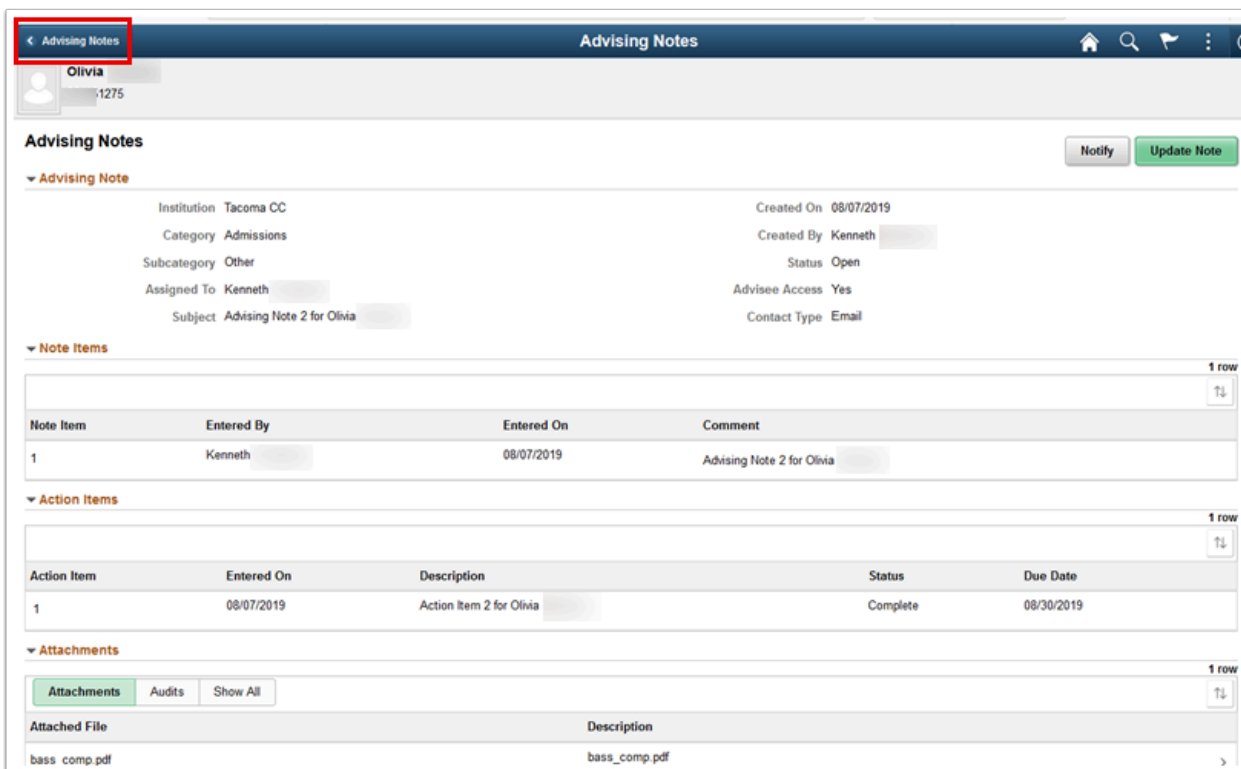 Advising Notes Advising Notes
Olivia
1275
Advising Notes
Notify Update Note
Advising Note
Institution Tacoma CC Created On 08/07/2019
Category Admissions Created By Kenneth
Subcategory Other Status Open
Assigned To Kenneth Advisee Access Yes
Subject Advising Note 2 for Olivia Contact Type Email
Note Items
1 row
Note Item Entered By Entered On Comment
1 Kenneth 08/07/2019 Advising Note 2 for Olivia
Action Items
1 row
Action Item Entered On Description Status Due Date
1 08/07/2019 Action Item 2 for Olivia Complete 08/30/2019
Attachments
1 row
Attachments Audits Show All
Attached File Description
bass_comp.pdf bass_comp.pdf